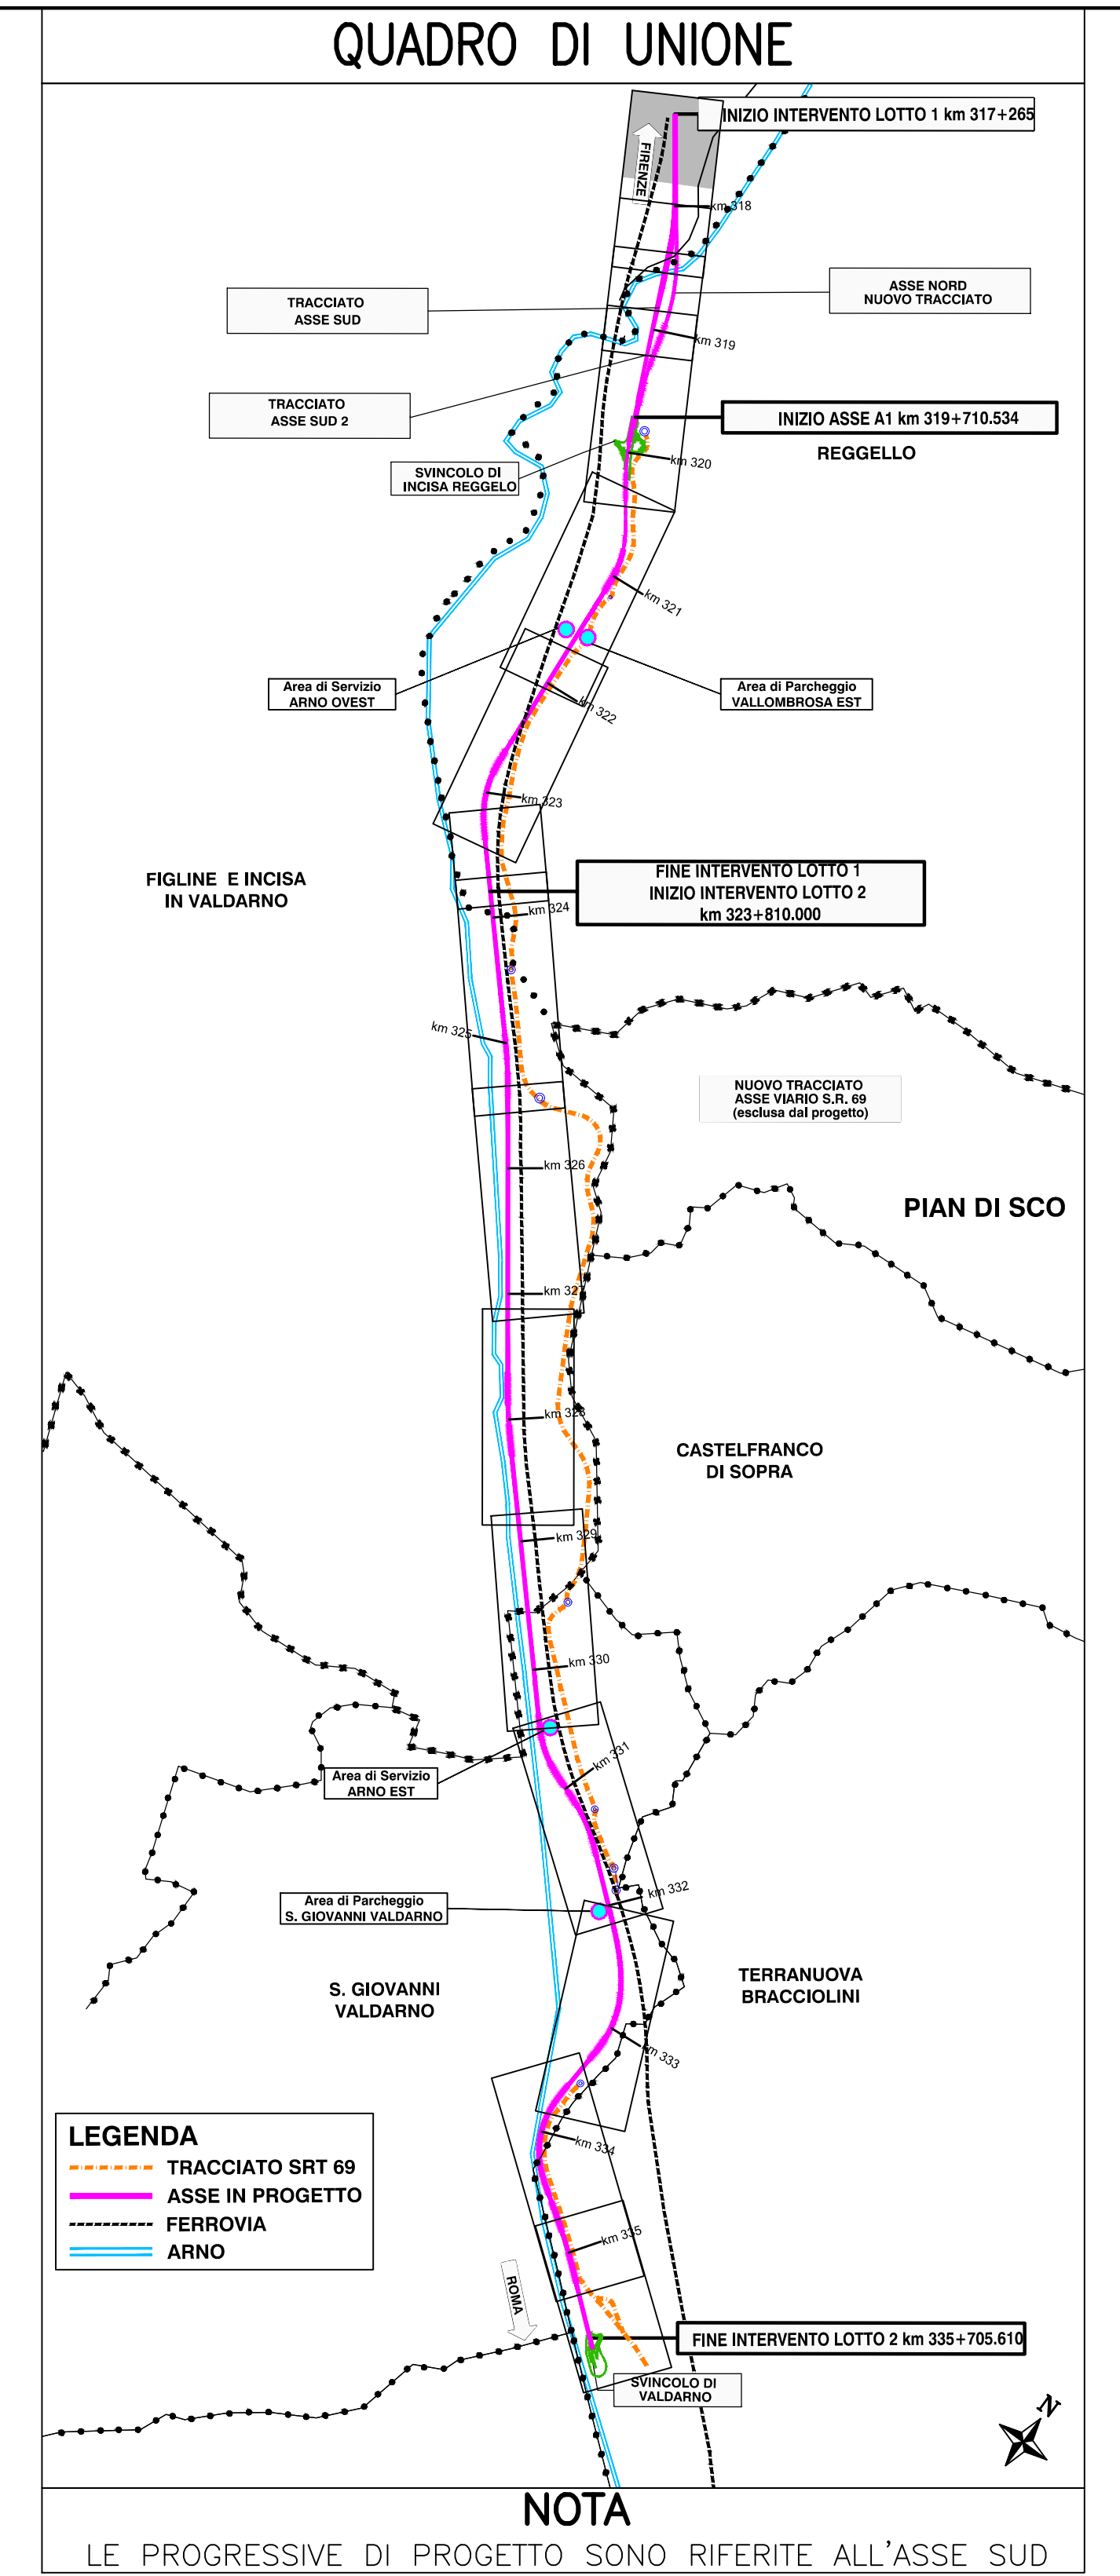 QUADRO DI UNIONE
INIZIO INTERVENTO LOTTO 1 km 317+265
FIRENZE
km 318
ASSE NORD
NUOVO TRACCIATO
TRACCIATO
ASSE SUD
km 319
TRACCIATO
ASSE SUD 2
INIZIO ASSE A1 km 319+710.534
REGGELLO
km 320
SVINCOLO DI
INCISA REGGELO
km 321
Area di Servizio
ARNO OVEST
Area di Parcheggio
VALLOMBROSA EST
km 322
km 323
FIGLINE E INCISA
IN VALDARNO
FINE INTERVENTO LOTTO 1
INIZIO INTERVENTO LOTTO 2
km 323+810.000
km 324
km 325
NUOVO TRACCIATO
ASSE VIARIO S.R. 69
(esclusa dal progetto)
km 326
PIAN DI SCO
km 327
km 328
CASTELFRANCO
DI SOPRA
km 329
km 330
km 331
Area di Servizio
ARNO EST
km 332
Area di Parcheggio
S. GIOVANNI VALDARNO
S. GIOVANNI
VALDARNO
TERRANUOVA
BRACCIOLINI
km 333
km 334
LEGENDA
TRACCIATO SRT 69
ASSE IN PROGETTO
FERROVIA
ARNO
km 335
ROMA
FINE INTERVENTO LOTTO 2 km 335+705.610
SVINCOLO DI
VALDARNO
N
NOTA
LE PROGRESSIVE DI PROGETTO SONO RIFERITE ALL'ASSE SUD